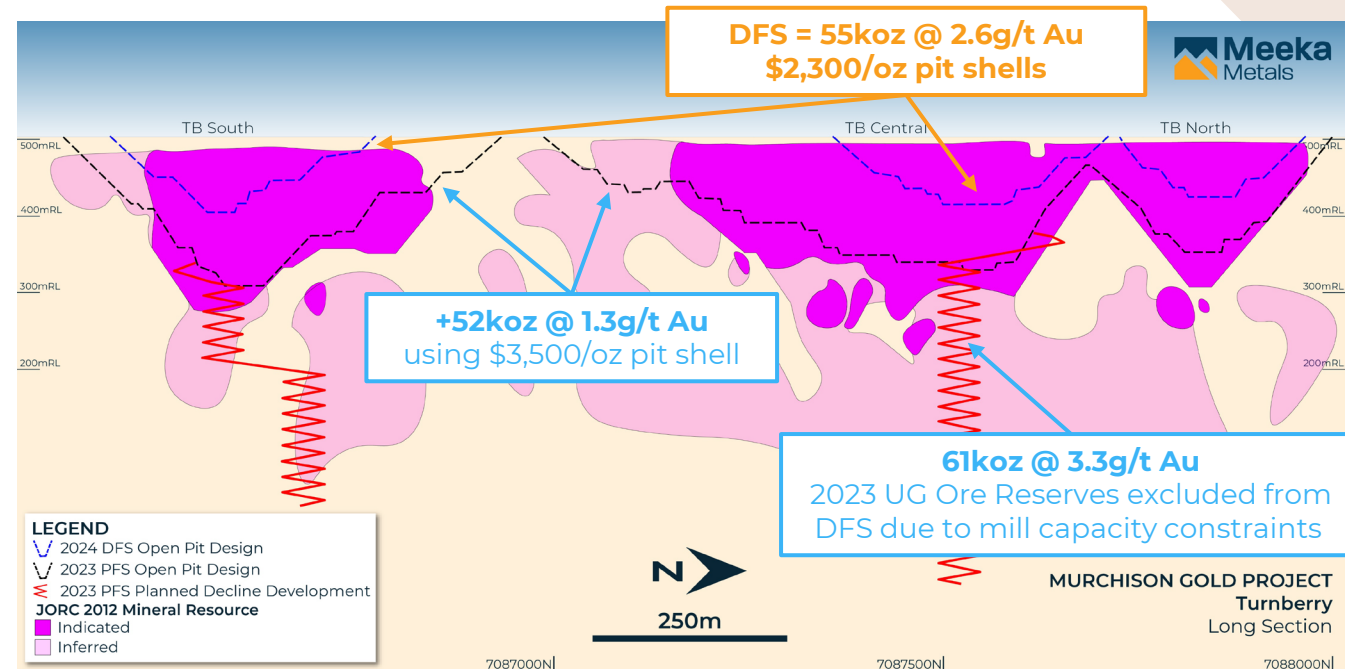 DFS = 55koz @ 2.6g/t Au
$2,300/oz pit shells
Meeka
Metals
TB South
TB Central
TB North
500mRL
500mRL
400mRL
400mRL
300mRL
300mRL
200mRL
200mRL
+52koz @ 1.3g/t Au
using $3,500/oz pit shell
61koz @ 3.3g/t Au
2023 UG Ore Reserves excluded from
DFS due to mill capacity constraints
LEGEND
2024 DFS Open Pit Design
2023 PFS Open Pit Design
2023 PFS Planned Decline Development
JORC 2012 Mineral Resource
Indicated
Inferred
N
250m
MURCHISON GOLD PROJECT
Turnberry
Long Section
7087000N
7087500N
7088000N